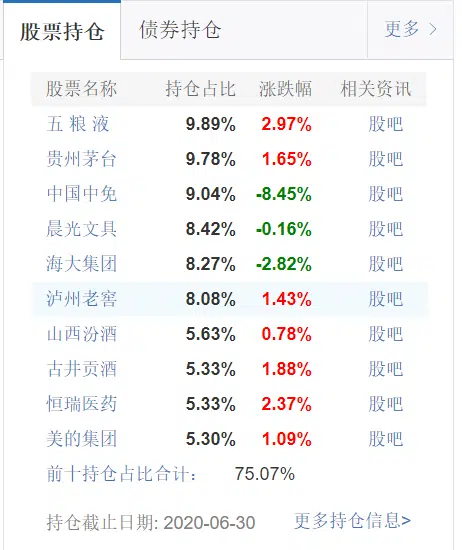 股票持仓 债券持仓 更多 >
股票名称 持仓占比 涨跌幅 相关资讯
五 粮 液 9.89% 2.97% 股吧
贵州茅台 9.78% 1.65% 股吧
中国中免 9.04% -8.45% 股吧
晨光文具 8.42% -0.16% 股吧
海大集团 8.27% -2.82% 股吧
泸州老窖 8.08% 1.43% 股吧
山西汾酒 5.63% 0.78% 股吧
古井贡酒 5.33% 1.88% 股吧
恒瑞医药 5.33% 2.37% 股吧
美的集团 5.30% 1.09% 股吧
前十持仓占比合计： 75.07%
持仓截止日期: 2020-06-30 更多持仓信息>